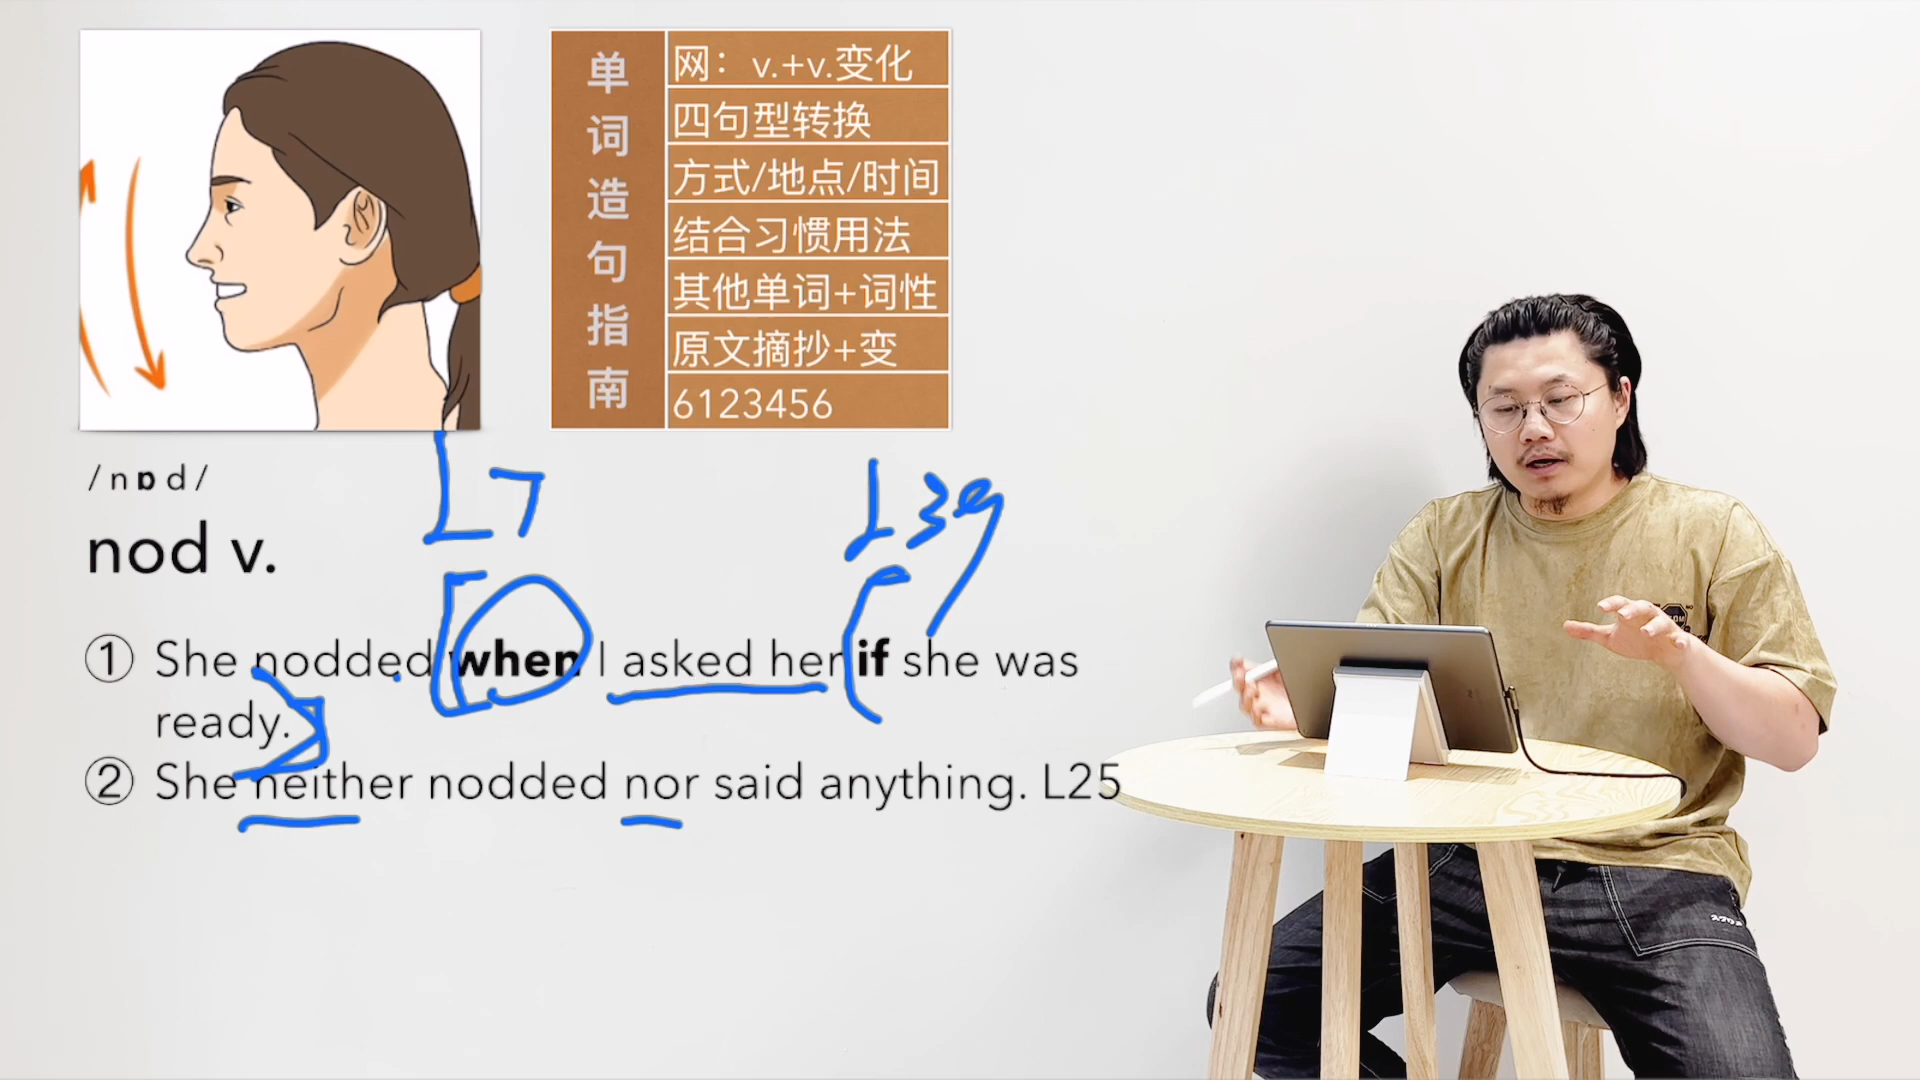 单词造句指南
网：v.+v.变化
四句型转换
方式/地点/时间
结合习惯用法
其他单词+词性
原文摘抄+变
6123456
/nɒd/
L7
L39
nod v.
① She nodded when I asked her if she was
ready.
② She neither nodded nor said anything. L25